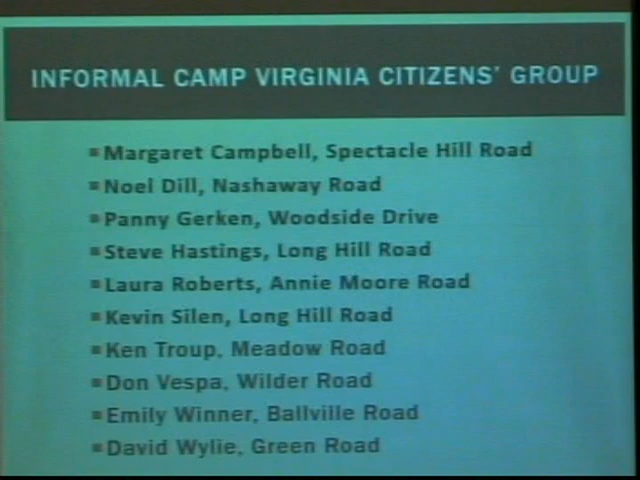 INFORMAL CAMP VIRGINIA CITIZENS' GROUP
Margaret Campbell, Spectacle Hill Road
Noel Dill, Nashaway Road
Panny Gerken, Woodside Drive
Steve Hastings, Long Hill Road
Laura Roberts, Annie Moore Road
Kevin Silen, Long Hill Road
Ken Troup, Meadow Road
Don Vespa, Wilder Road
Emily Winner, Ballville Road
David Wylie, Green Road